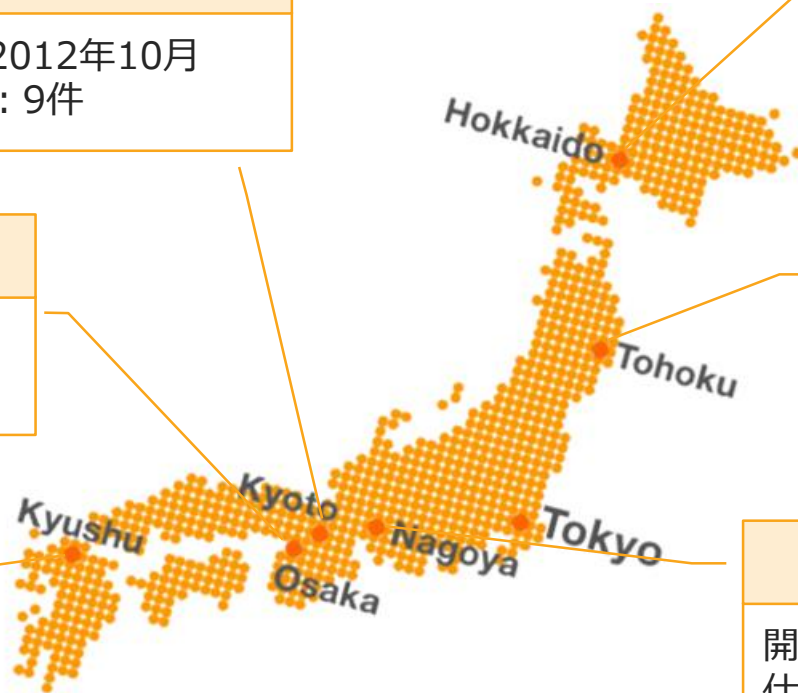 2012年10月
: 9件
Hokkaido
Tohoku
Kyoto
Kyushu
Nagoya
Tokyo
Osaka
開